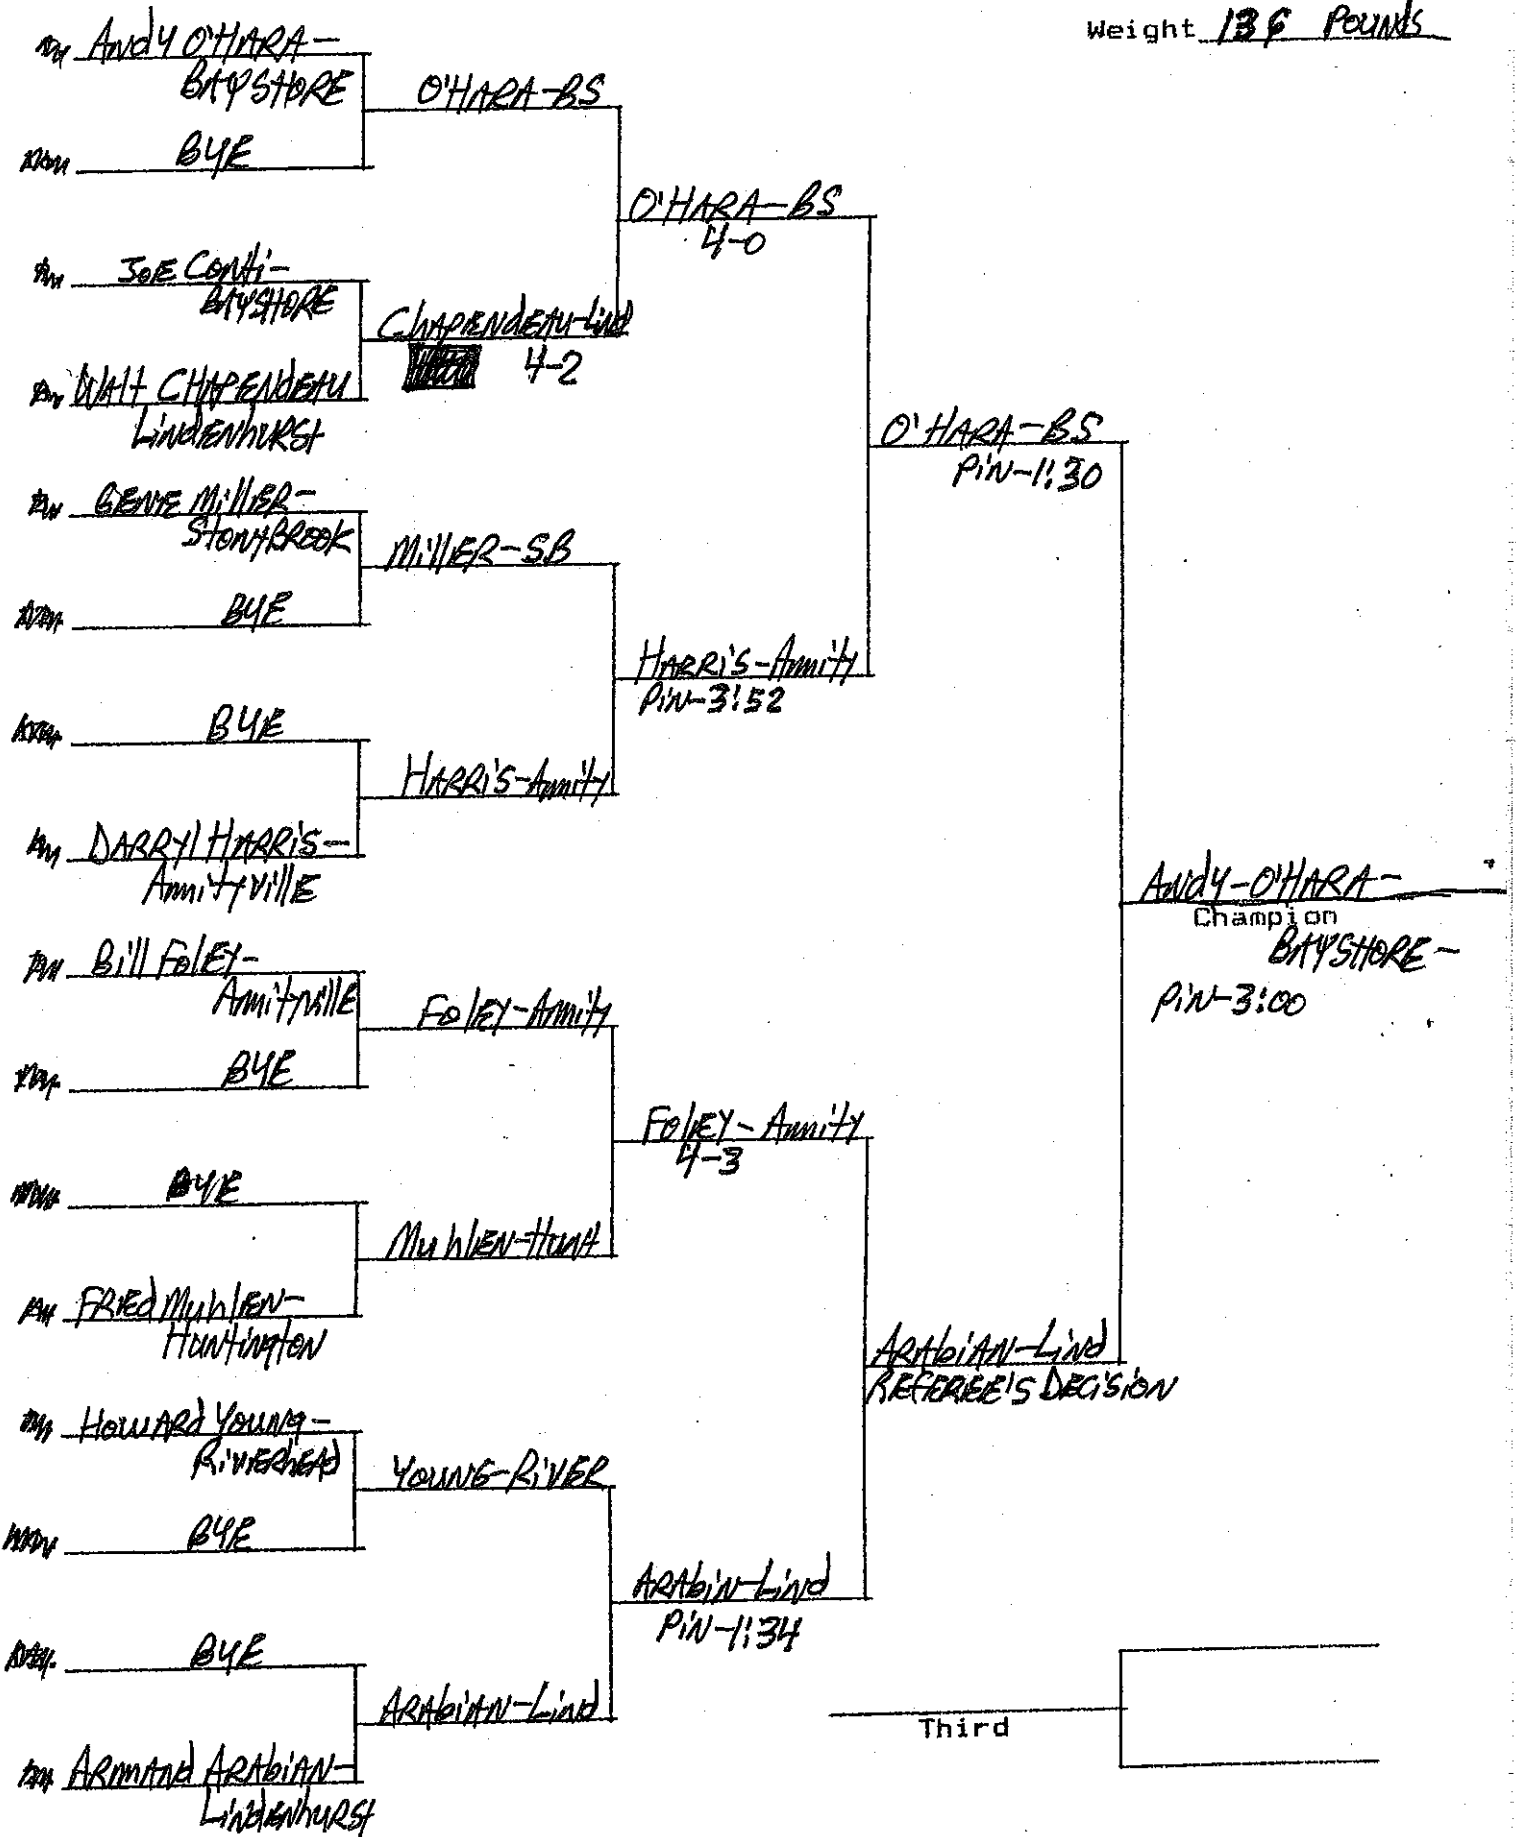 Weight 136 POUNDS
Andy O'HARA-
BAYSHORE
O'HARA-BS
BYE
O'HARA-BS
4-0
JOE Conti-
BAYSHORE
CHAPENdEAU-Lind
4-2
WAlt CHAPENdEAU
LindENhURSt
O'HARA-BS
PiN-1:30
GENE MillER-
StonyBROOK
MillER-SB
BYE
HARRiS-Amity
PiN-3:52
BYE
HARRiS-Amity
DARRyl HARRiS-
AmityvillE
Andy-O'HARA-
Champion
BAYSHORE-
PiN-3:00
Bill FolEY-
AmityvillE
FolEY-Amity
BYE
FolEY-Amity
4-3
BYE
MuhlEN-Hunt
FREd MuhlEN-
HuntingtoN
ARAbiAN-Lind
REFEREE'S DECiSiON
HowARd Young-
RiVERhEAd
YOUNG-RiVER
BYE
ARAbiN-LiNd
PiN-1:34
BYE
ARAbiAN-Lind
Third
ARMANd ARAbiAN-
LindENhURSt